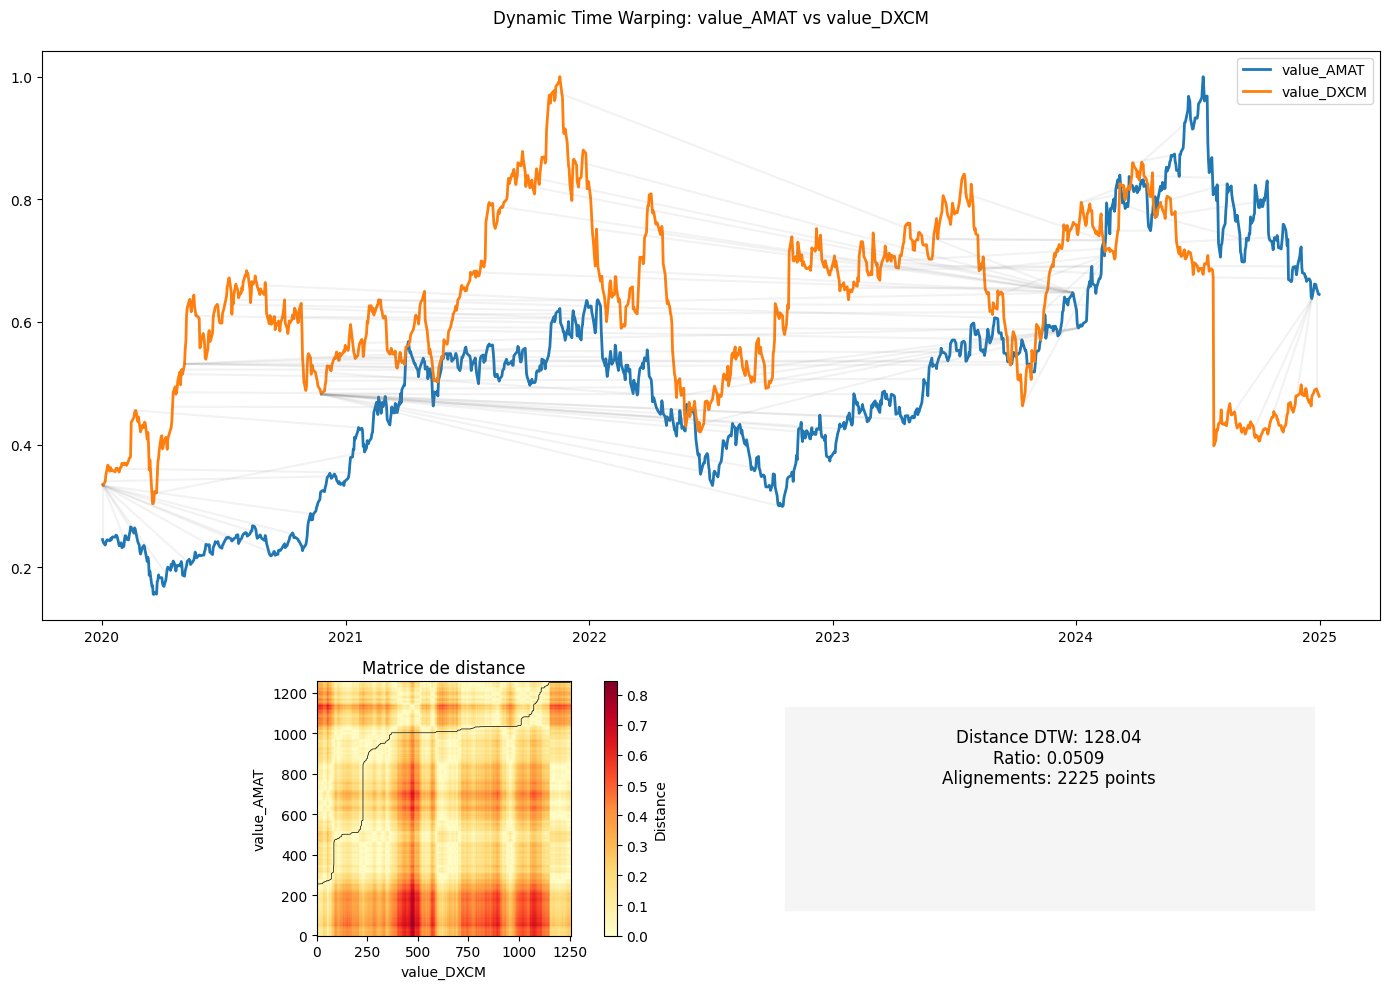 Dynamic Time Warping: value_AMAT vs value_DXCM
value_AMAT
value_DXCM
1.0
0.8
0.6
0.4
0.2
2020 2021 2022 2023 2024 2025
Matrice de distance
value_AMAT
1200
1000
800
600
400
200
0
0 250 500 750 1000 1250
value_DXCM
0.8
0.7
0.6
0.5
0.4
0.3
0.2
0.1
0.0
Distance
Distance DTW: 128.04
Ratio: 0.0509
Alignements: 2225 points